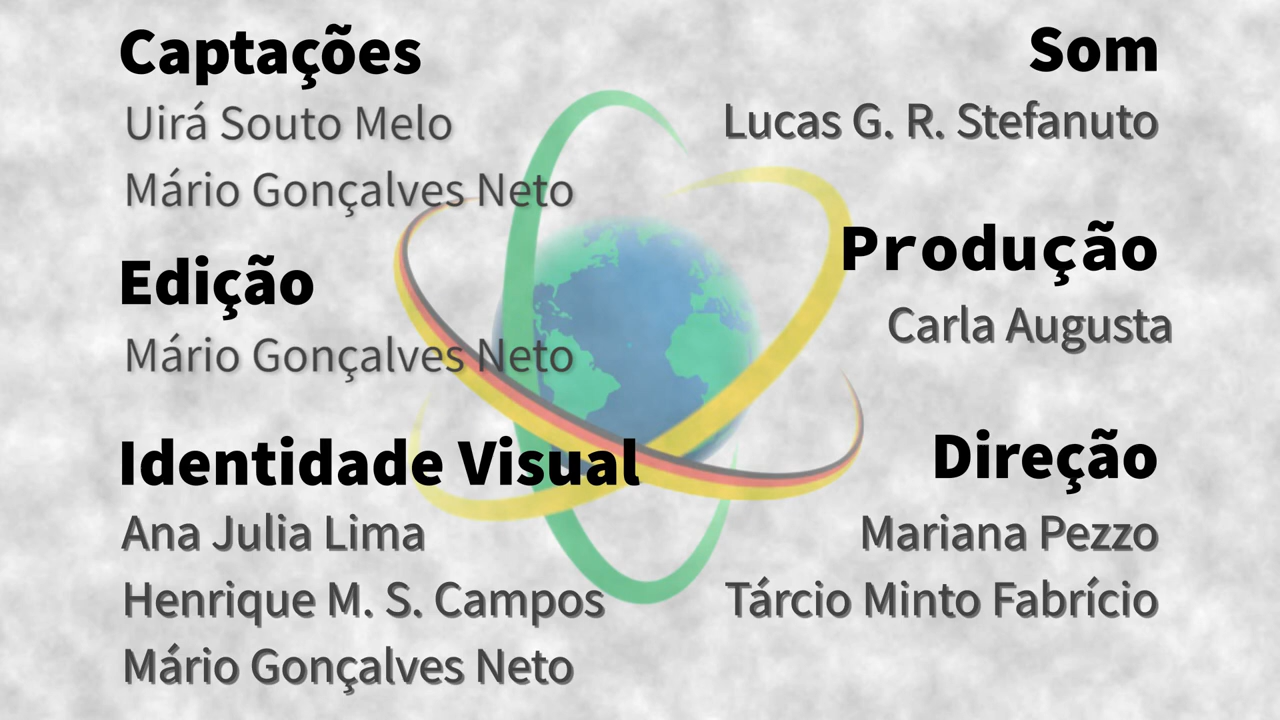 Captações
Uirá Souto Melo
Mário Gonçalves Neto
Edição
Mário Gonçalves Neto
Identidade Visual
Ana Julia Lima
Henrique M. S. Campos
Mário Gonçalves Neto
Som
Lucas G. R. Stefanuto
Produção
Carla Augusta
Direção
Mariana Pezzo
Tárcio Minto Fabrício